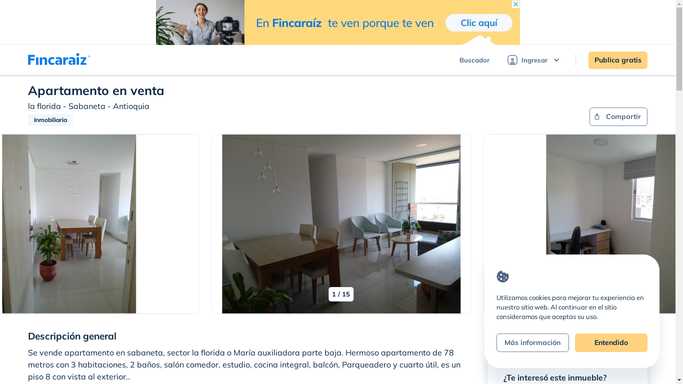 En Fincaraíz te ven porque te ven
Clic aquí
Fincaraiz
Buscador
Ingresar
Publica gratis
Apartamento en venta
la florida - Sabaneta - Antioquia
Inmobiliaria
Compartir
1 / 15
Utilizamos cookies para mejorar tu experiencia en
nuestro sitio web. Al continuar en el sitio
consideramos que aceptas su uso.
Más información
Entendido
Descripción general
Se vende apartamento en sabaneta, sector la florida o María auxiliadora parte baja. Hermoso apartamento de 78
metros con 3 habitaciones, 2 baños, salón comedor, estudio, cocina integral, balcón, Parqueadero y cuarto útil, es un
piso 8 con vista al exterior...
¿Te interesó este inmueble?